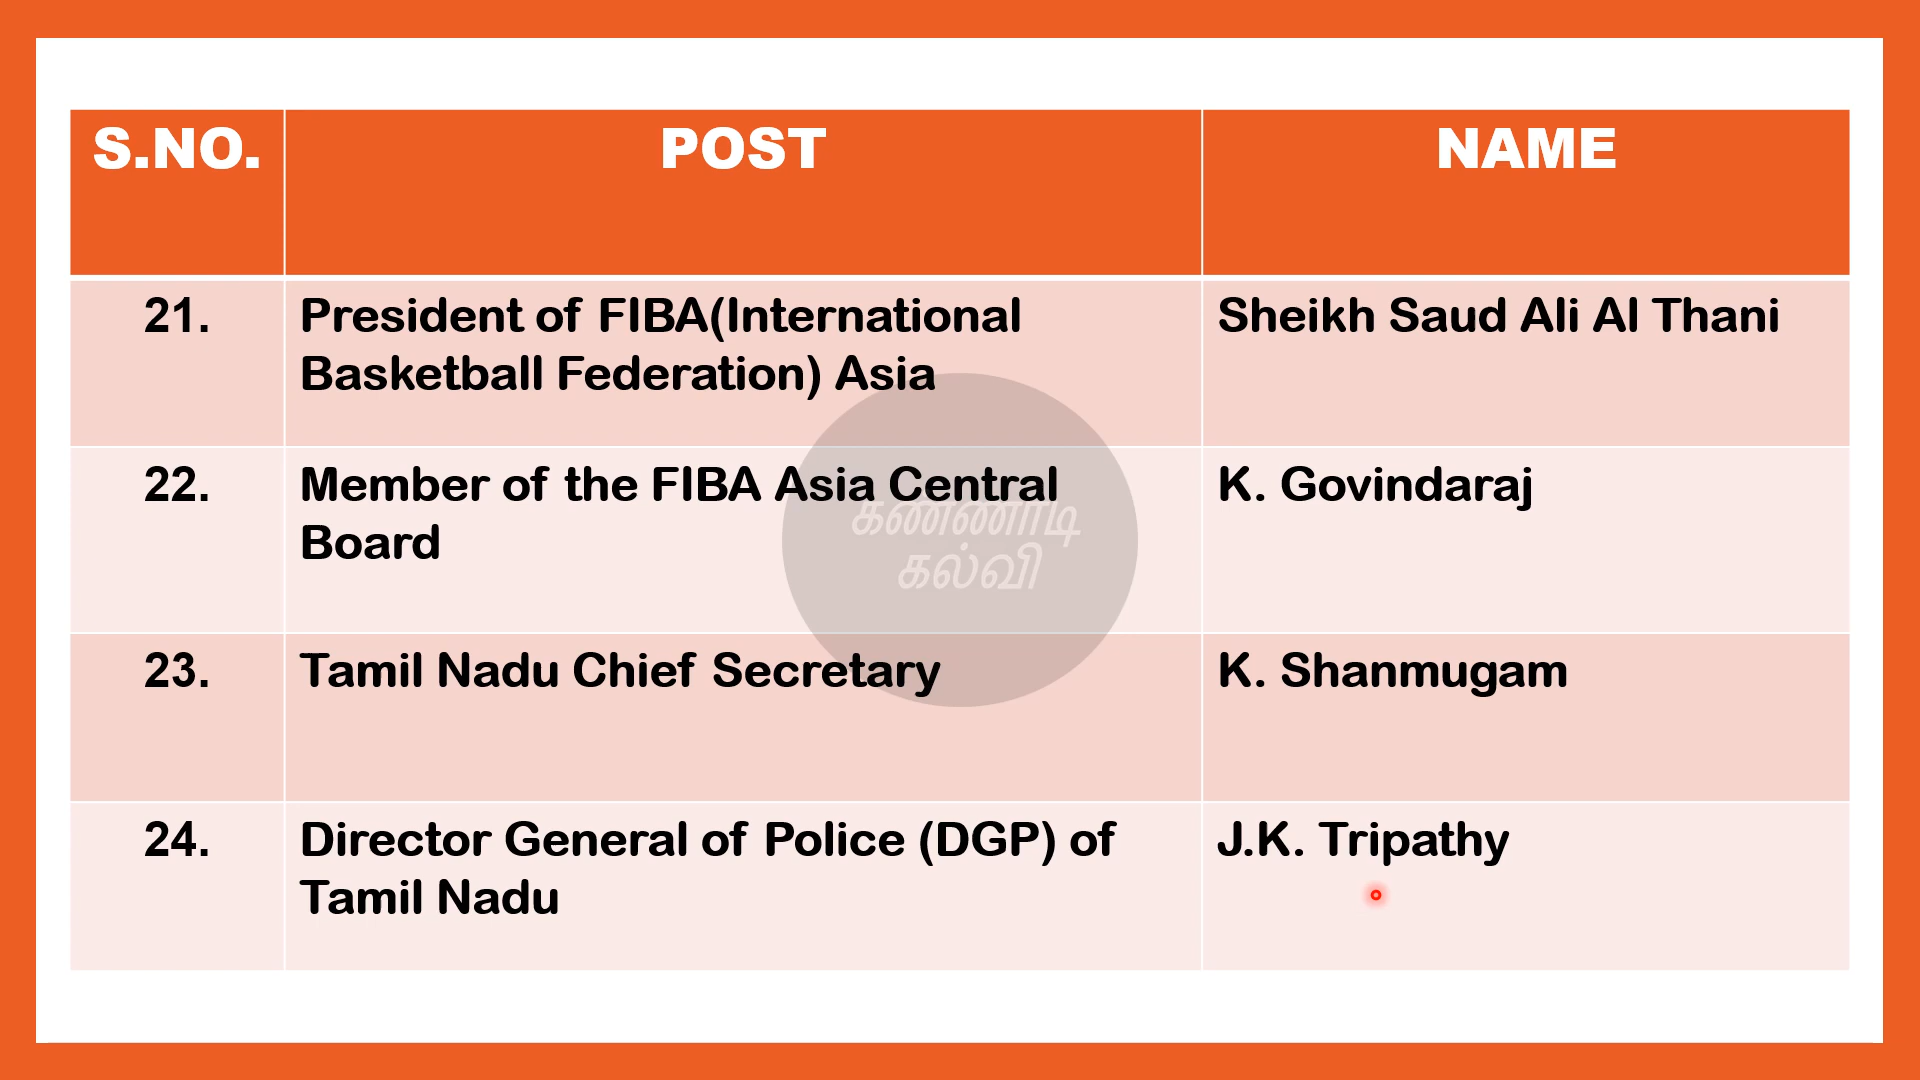 S.NO. POST NAME
21. President of FIBA(International Sheikh Saud Ali Al Thani
Basketball Federation) Asia
22. Member of the FIBA Asia Central K. Govindaraj
Board
கண்ணாடி
கல்வி
23. Tamil Nadu Chief Secretary K. Shanmugam
24. Director General of Police (DGP) of J.K. Tripathy
Tamil Nadu